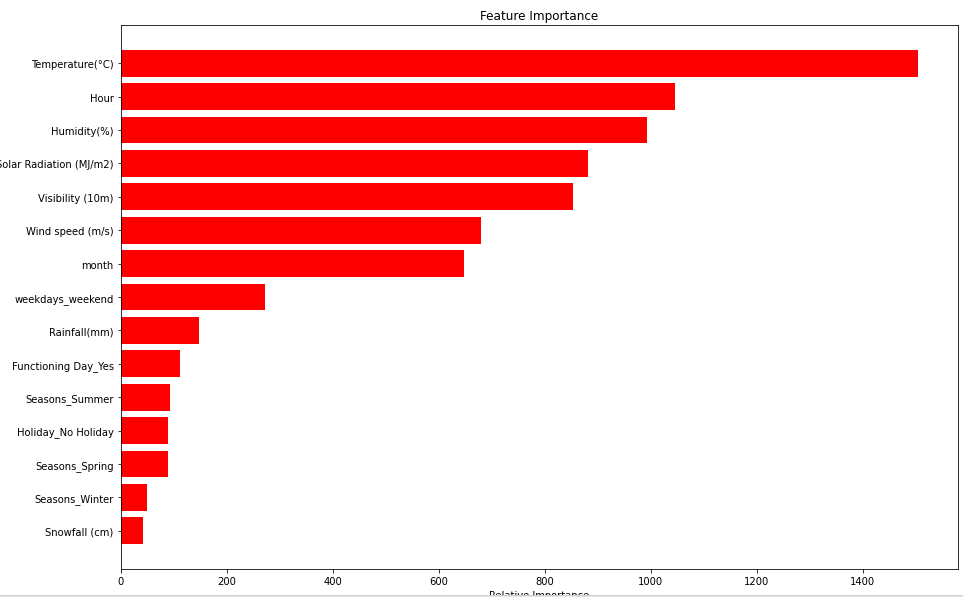 Feature Importance
Temperature(°C)
Hour
Humidity(%)
Solar Radiation (MJ/m2)
Visibility (10m)
Wind speed (m/s)
month
weekdays_weekend
Rainfall(mm)
Functioning Day_Yes
Seasons_Summer
Holiday_No Holiday
Seasons_Spring
Seasons_Winter
Snowfall (cm)
0 200 400 600 800 1000 1200 1400
Relative Importance